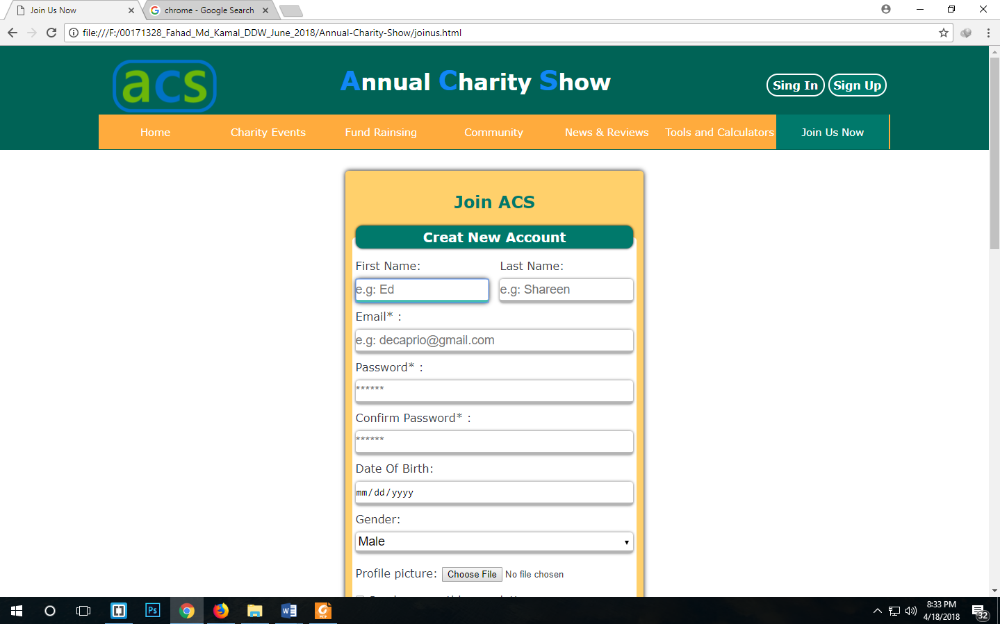 Join Us Now
chrome - Google Search
file:///F:/00171328_Fahad_Md_Kamal_DDW_June_2018/Annual-Charity-Show/joinus.html
acs
Annual Charity Show
Sing In Sign Up
Home Charity Events Fund Rainsing Community News & Reviews Tools and Calculators Join Us Now
Join ACS
Creat New Account
First Name: Last Name:
e.g: Ed e.g: Shareen
Email* :
e.g: decaprio@gmail.com
Password* :
******
Confirm Password* :
******
Date Of Birth:
mm/dd/yyyy
Gender:
Male
Profile picture: Choose File No file chosen
Ps
PDF
8:33 PM
4/18/2018
32